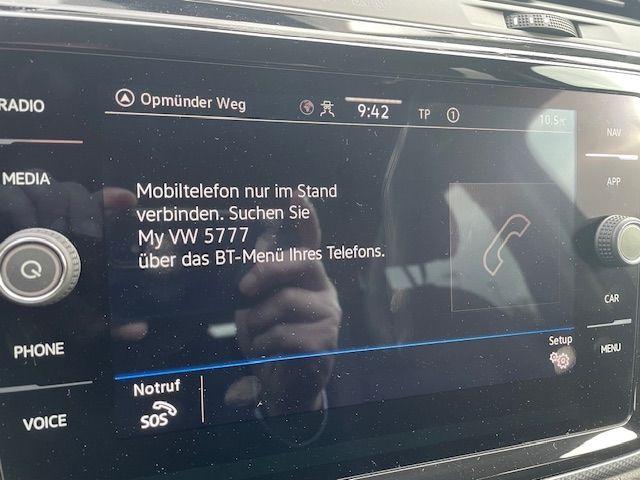 RADIO
Opmünder Weg
9:42
TP
1
10.5°C
NAV
MEDIA
Mobiltelefon nur im Stand
verbinden. Suchen Sie
My VW 5777
über das BT-Menü Ihres Telefons.
APP
CAR
PHONE
Setup
MENU
Notruf
SOS
VOICE